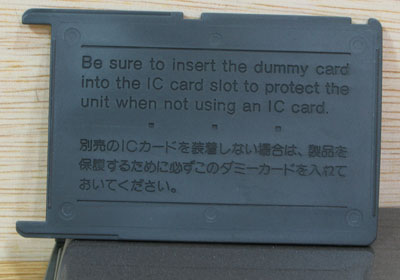 Be sure to insert the dummy card
into the IC card slot to protect the
unit when not using an IC card.
別売のICカードを装着しない場合は、製品を
保護するために必ずこのダミーカードを入れて
おいてください。